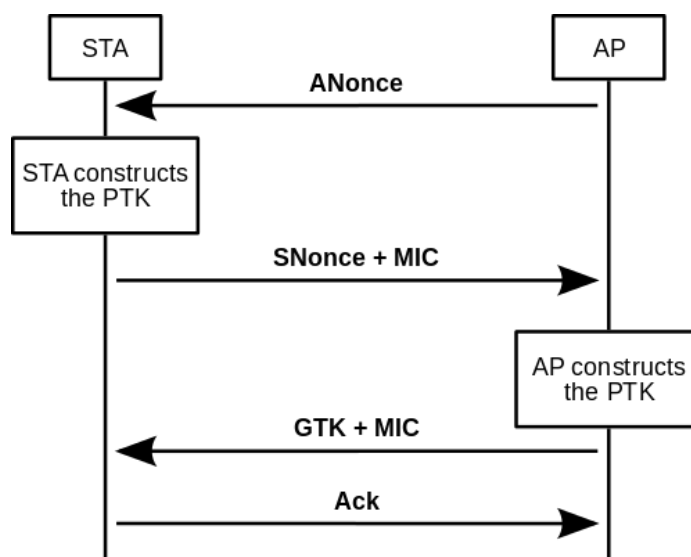 STA
AP
ANonce
STA constructs
the PTK
SNonce + MIC
AP constructs
the PTK
GTK + MIC
Ack